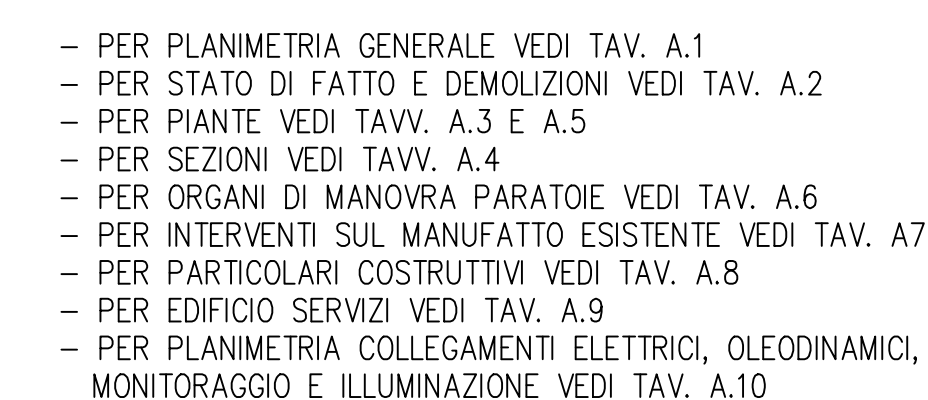 – PER PLANIMETRIA GENERALE VEDI TAV. A.1
– PER STATO DI FATTO E DEMOLIZIONI VEDI TAV. A.2
– PER PIANTE VEDI TAVV. A.3 E A.5
– PER SEZIONI VEDI TAVV. A.4
– PER ORGANI DI MANOVRA PARATOIE VEDI TAV. A.6
– PER INTERVENTI SUL MANUFATTO ESISTENTE VEDI TAV. A7
– PER PARTICOLARI COSTRUTTIVI VEDI TAV. A.8
– PER EDIFICIO SERVIZI VEDI TAV. A.9
– PER PLANIMETRIA COLLEGAMENTI ELETTRICI, OLEODINAMICI,
MONITORAGGIO E ILLUMINAZIONE VEDI TAV. A.10